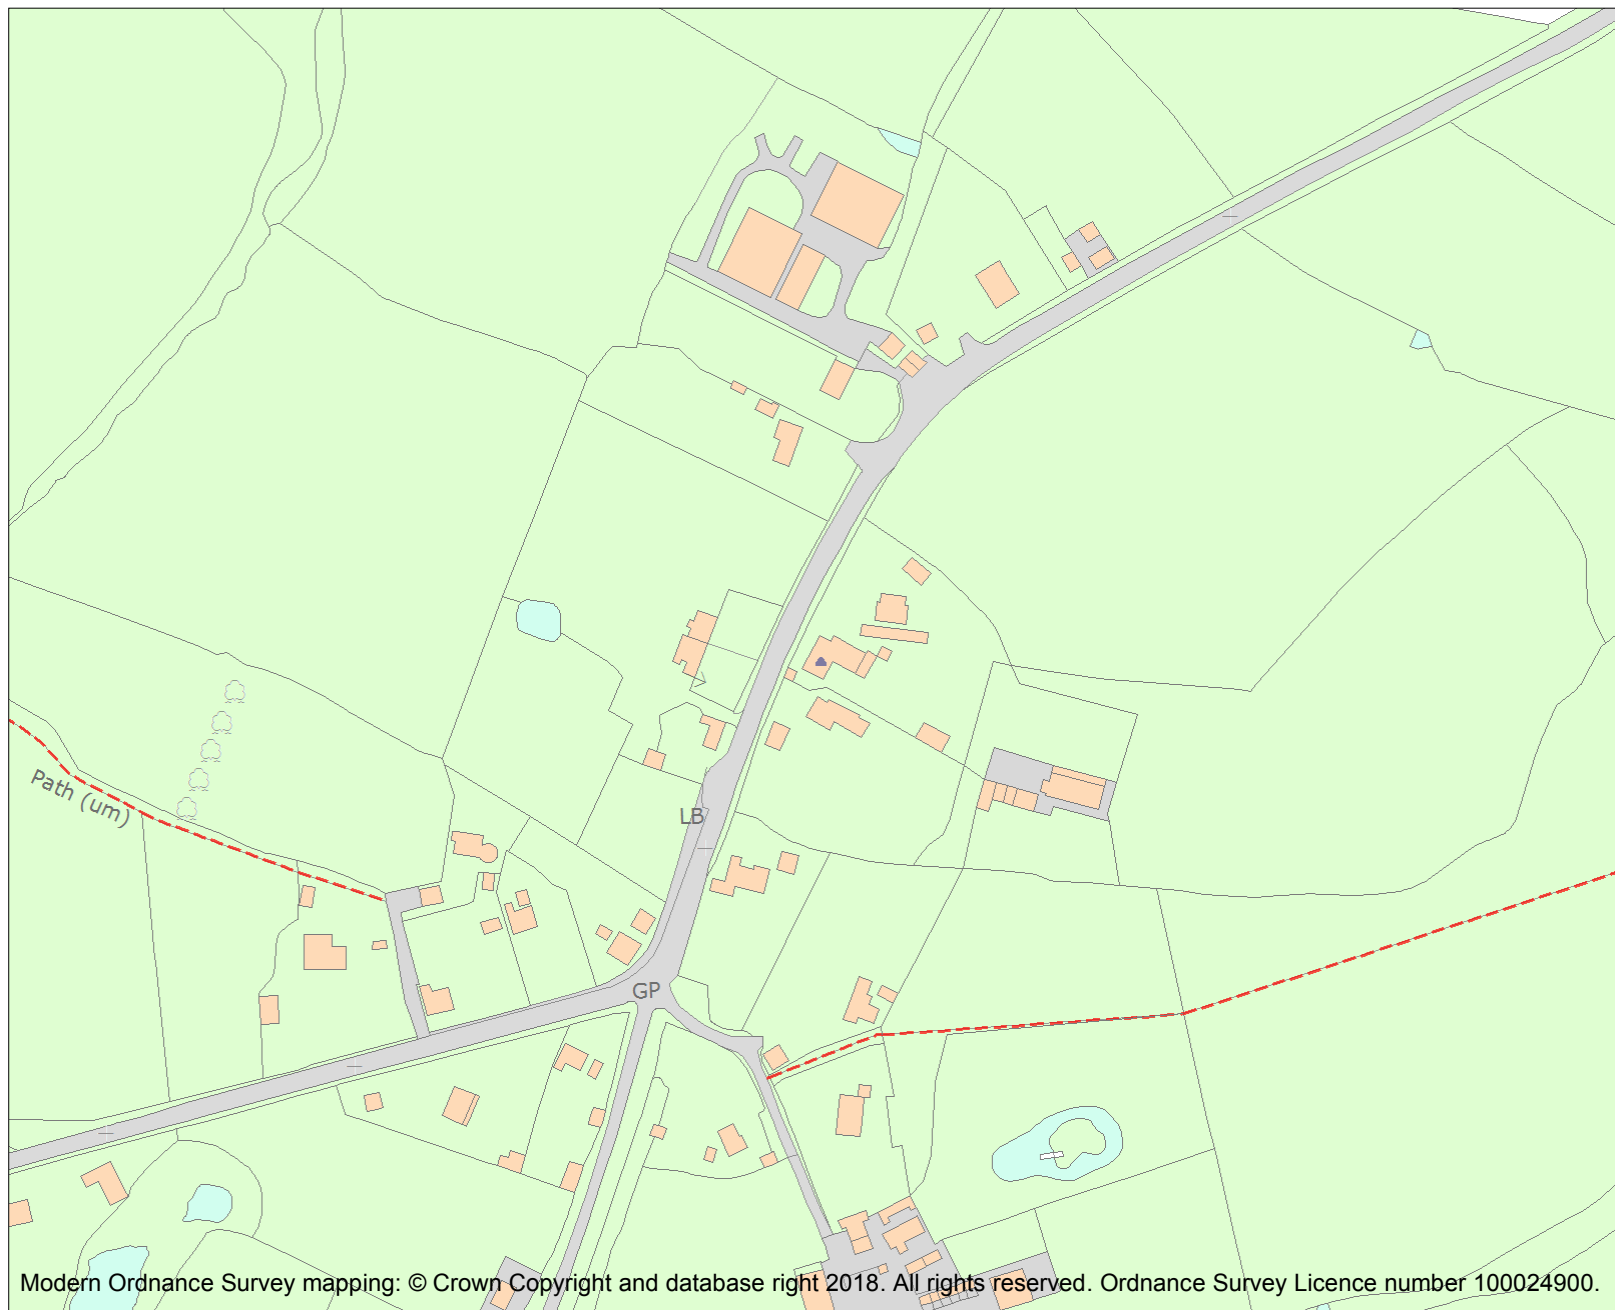 Path (um)
LB
GP
Modern Ordnance Survey mapping: © Crown Copyright and database right 2018. All rights reserved. Ordnance Survey Licence number 100024900.